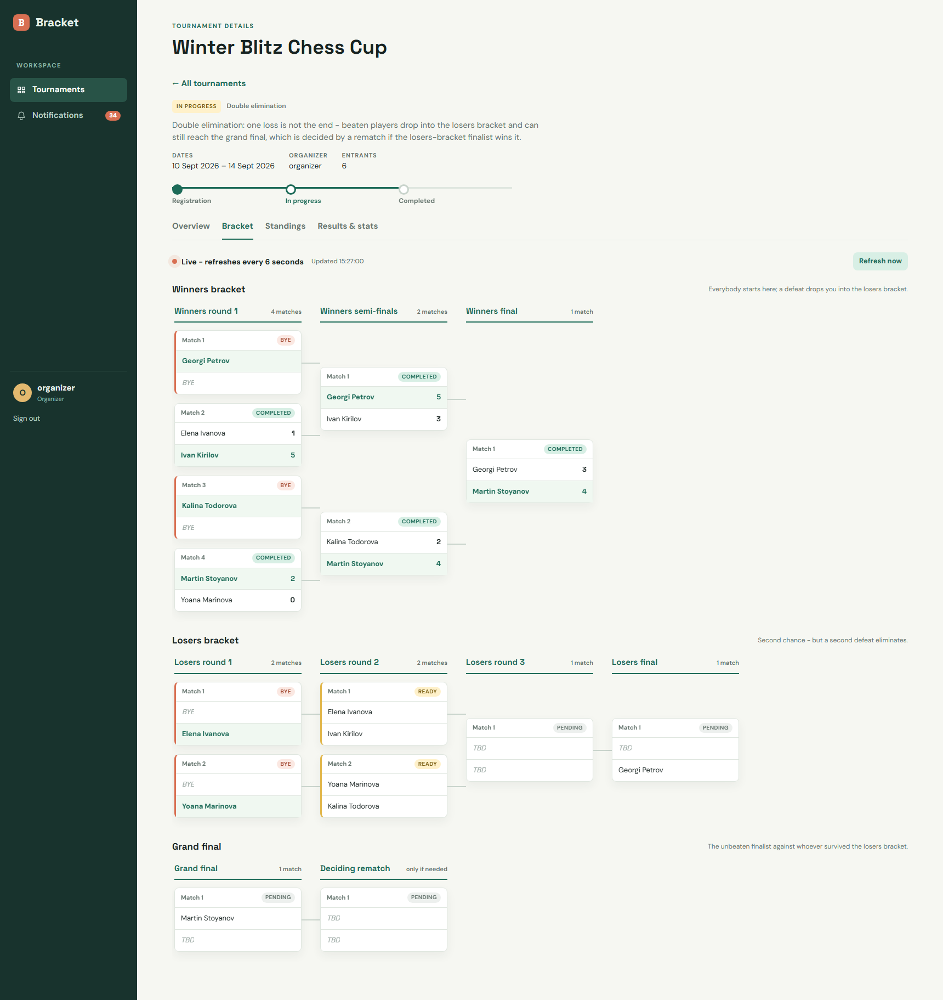 B Bracket
WORKSPACE
Tournaments
Notifications 34
O organizer
Organizer
Sign out
TOURNAMENT DETAILS
Winter Blitz Chess Cup
← All tournaments
IN PROGRESS Double elimination
Double elimination: one loss is not the end - beaten players drop into the losers bracket and can
still reach the grand final, which is decided by a rematch if the losers-bracket finalist wins it.
DATES ORGANIZER ENTRANTS
10 Sept 2026 – 14 Sept 2026 organizer 6
Registration In progress Completed
Overview Bracket Standings Results & stats
Live - refreshes every 6 seconds Updated 15:27:00 Refresh now
Winners bracket Everybody starts here; a defeat drops you into the losers bracket.
Winners round 1 4 matches
Match 1 BYE
Georgi Petrov
BYE
Match 2 COMPLETED
Elena Ivanova 1
Ivan Kirilov 5
Match 3 BYE
Kalina Todorova
BYE
Match 4 COMPLETED
Martin Stoyanov 2
Yoana Marinova 0
Winners semi-finals 2 matches
Match 1 COMPLETED
Georgi Petrov 5
Ivan Kirilov 3
Match 2 COMPLETED
Kalina Todorova 2
Martin Stoyanov 4
Winners final 1 match
Match 1 COMPLETED
Georgi Petrov 3
Martin Stoyanov 4
Losers bracket Second chance - but a second defeat eliminates.
Losers round 1 2 matches
Match 1 BYE
BYE
Elena Ivanova
Match 2 BYE
BYE
Yoana Marinova
Losers round 2 2 matches
Match 1 READY
Elena Ivanova
Ivan Kirilov
Match 2 READY
Yoana Marinova
Kalina Todorova
Losers round 3 1 match
Match 1 PENDING
TBD
TBD
Losers final 1 match
Match 1 PENDING
TBD
Georgi Petrov
Grand final The unbeaten finalist against whoever survived the losers bracket.
Grand final 1 match
Match 1 PENDING
Martin Stoyanov
TBD
Deciding rematch only if needed
Match 1 PENDING
TBD
TBD